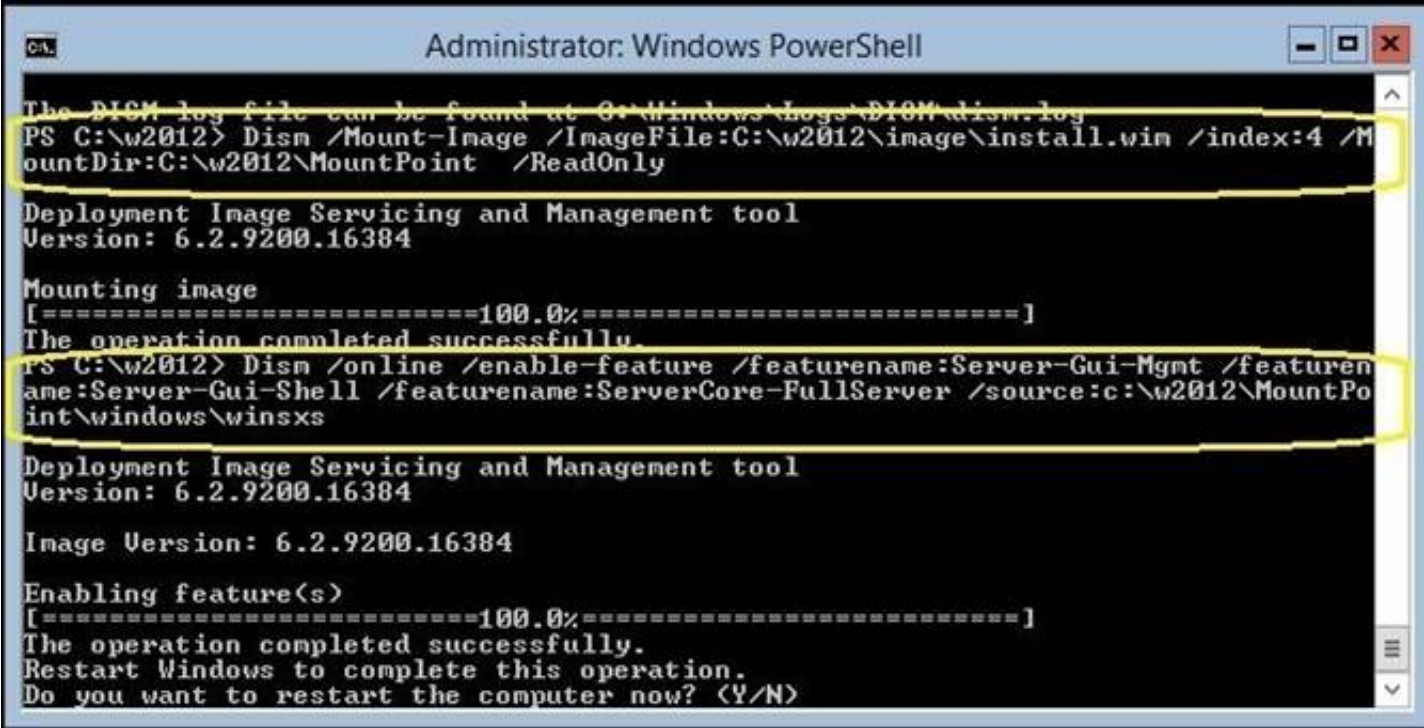 Administrator: Windows PowerShell
The DISM log file can be found at C:\Windows\Logs\DISM\dism.log
PS C:\w2012> Dism /Mount-Image /ImageFile:C:\w2012\image\install.wim /index:4 /M
ountDir:C:\w2012\MountPoint  /ReadOnly
Deployment Image Servicing and Management tool
Version: 6.2.9200.16384
Mounting image
[==========================100.0%==========================]
The operation completed successfully.
PS C:\w2012> Dism /online /enable-feature /featurename:Server-Gui-Mgmt /featuren
ame:Server-Gui-Shell /featurename:ServerCore-FullServer /source:c:\w2012\MountPo
int\windows\winsxs
Deployment Image Servicing and Management tool
Version: 6.2.9200.16384
Image Version: 6.2.9200.16384
Enabling feature(s)
[==========================100.0%==========================]
The operation completed successfully.
Restart Windows to complete this operation.
Do you want to restart the computer now? (Y/N)